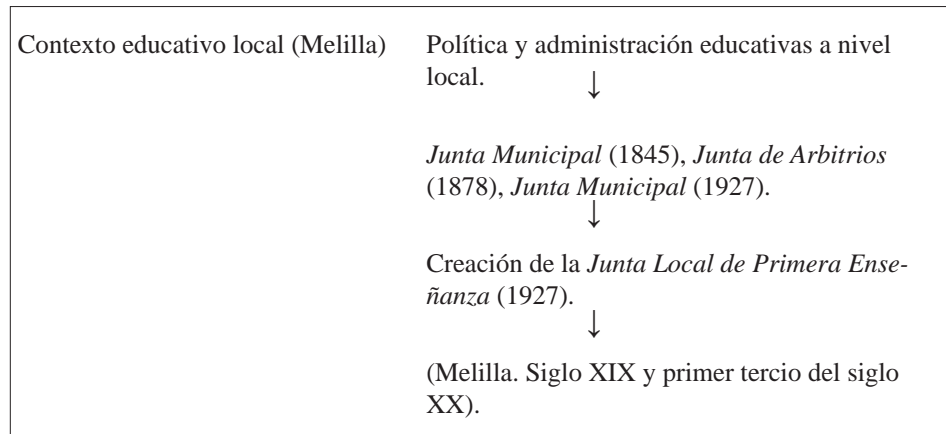 Contexto educativo local (Melilla)
Política y administración educativas a nivel
local.
↓
Junta Municipal (1845), Junta de Arbitrios
(1878), Junta Municipal (1927).
↓
Creación de la Junta Local de Primera Ense-
ñanza (1927).
↓
(Melilla. Siglo XIX y primer tercio del siglo
XX).